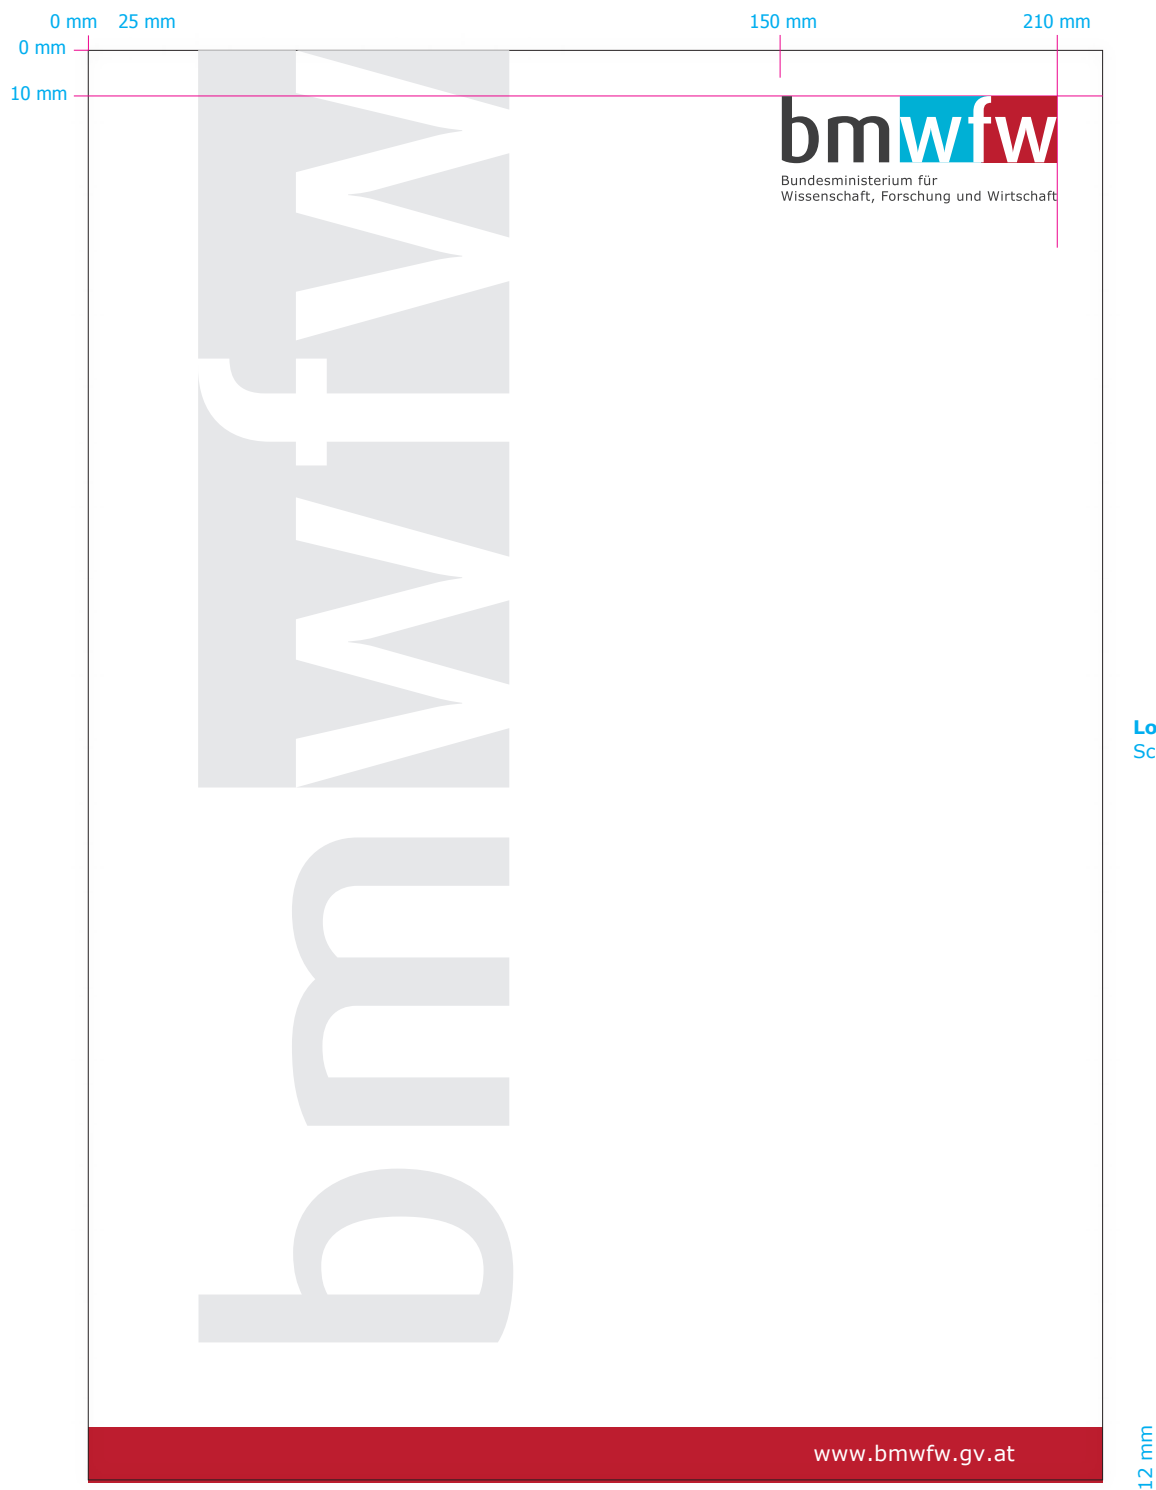 0 mm 25 mm 150 mm 210 mm
0 mm
10 mm
bmwfw
Bundesministerium für
Wissenschaft, Forschung und Wirtschaft
bmwfw
Lo
Sc
www.bmwfw.gv.at
12 mm